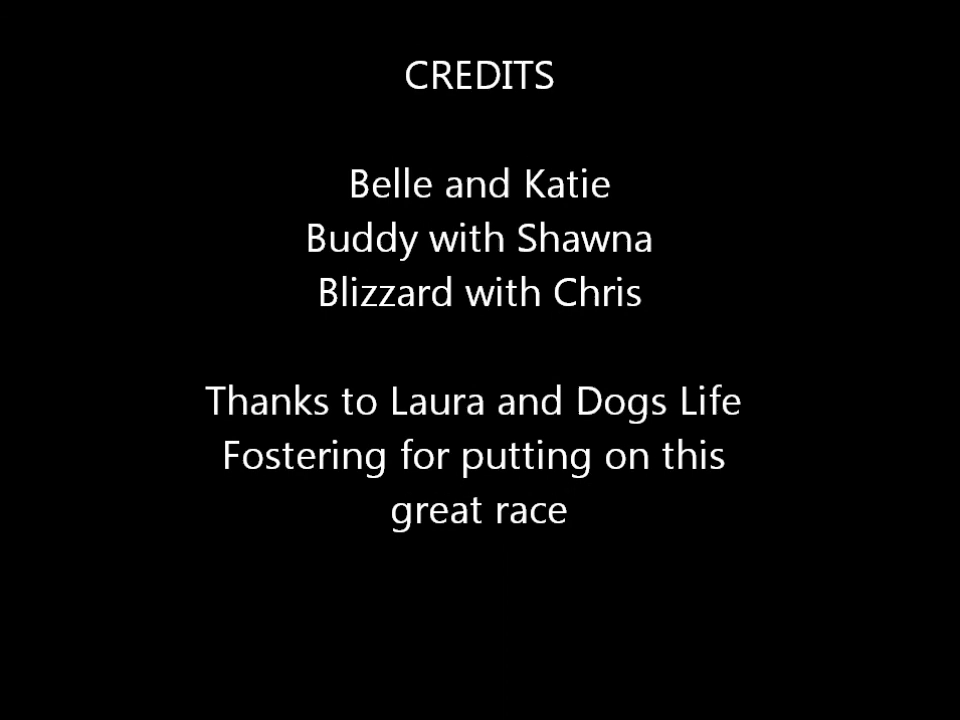 CREDITS
Belle and Katie
Buddy with Shawna
Blizzard with Chris
Thanks to Laura and Dogs Life
Fostering for putting on this
great race